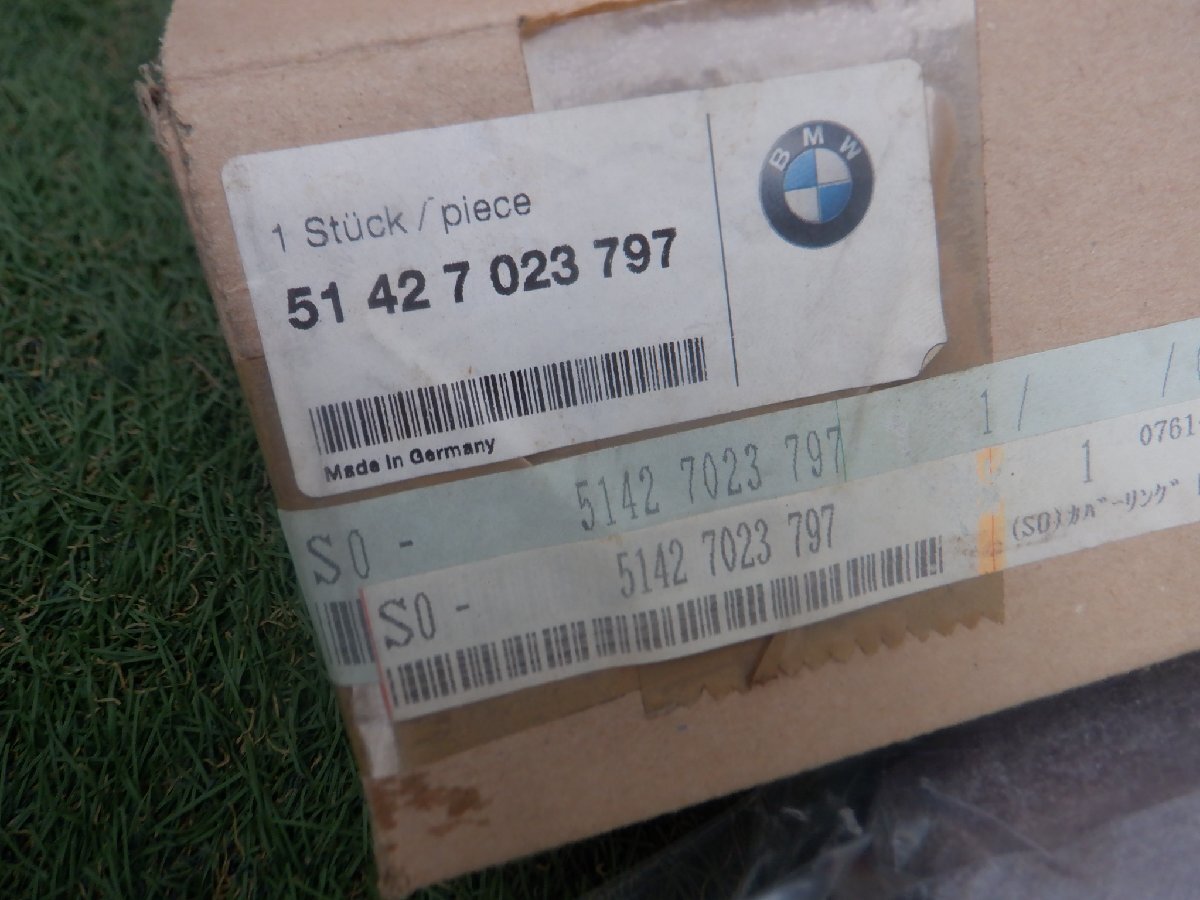 1 Stück / piece
51 42 7 023 797
Made in Germany
BMW
S0 - 5142 7023 797 1 / /
S0 - 5142 7023 797 1 0761
(S0)ｶﾊﾞｰリング